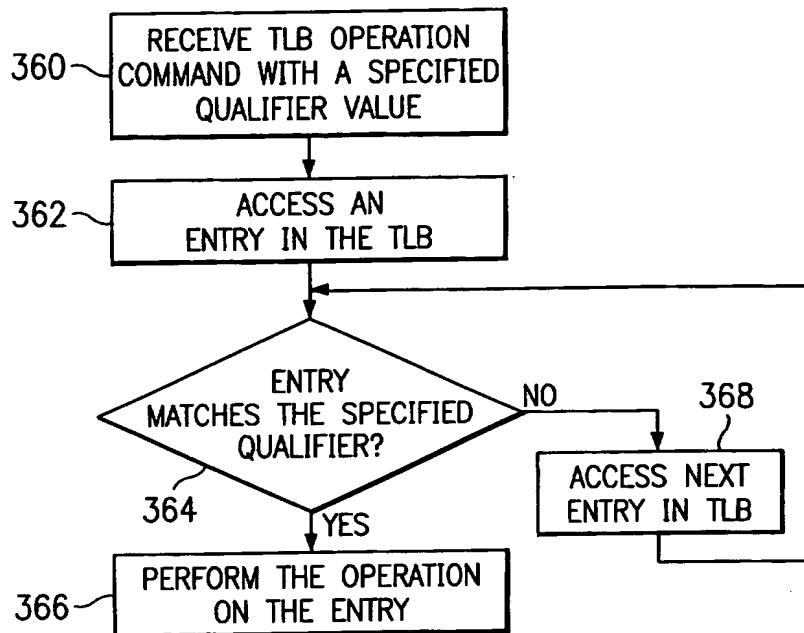 360
RECEIVE TLB OPERATION
COMMAND WITH A SPECIFIED
QUALIFIER VALUE
362
ACCESS AN
ENTRY IN THE TLB
ENTRY
MATCHES THE SPECIFIED
QUALIFIER?
364
NO
368
ACCESS NEXT
ENTRY IN TLB
YES
366
PERFORM THE OPERATION
ON THE ENTRY